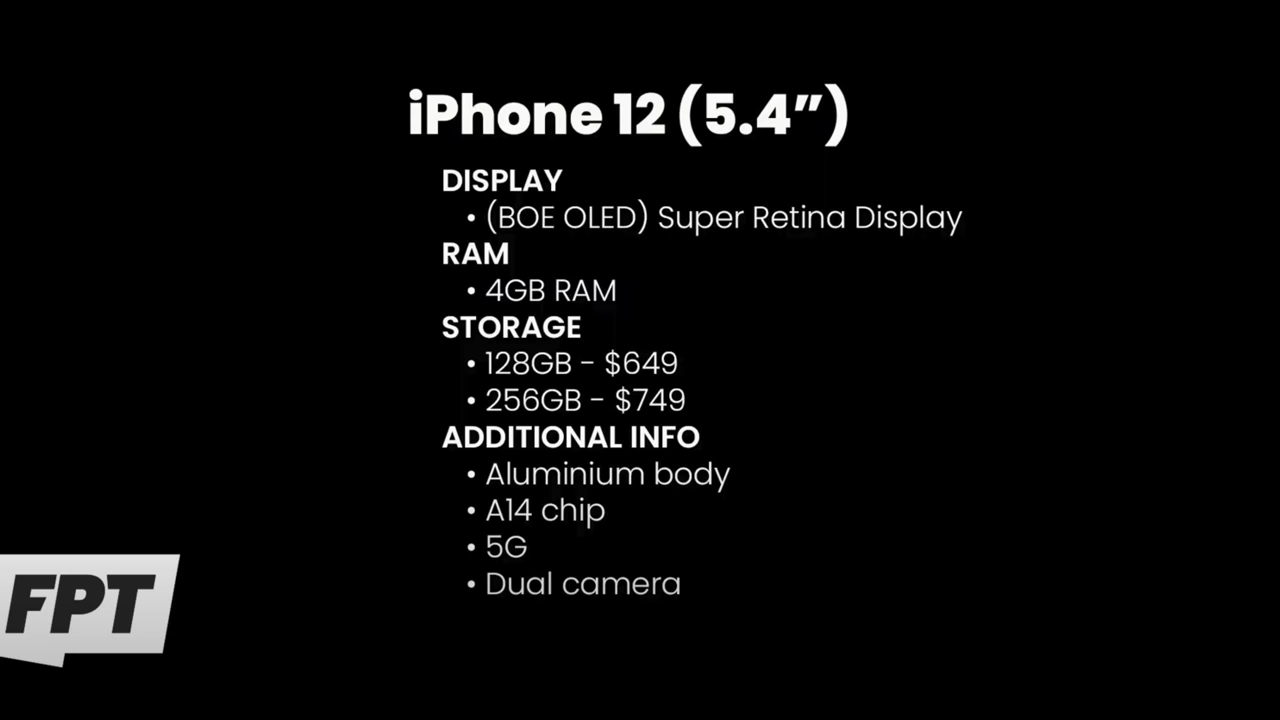 iPhone 12 (5.4”)
DISPLAY
• (BOE OLED) Super Retina Display
RAM
• 4GB RAM
STORAGE
• 128GB - $649
• 256GB - $749
ADDITIONAL INFO
• Aluminium body
• A14 chip
• 5G
• Dual camera
FPT